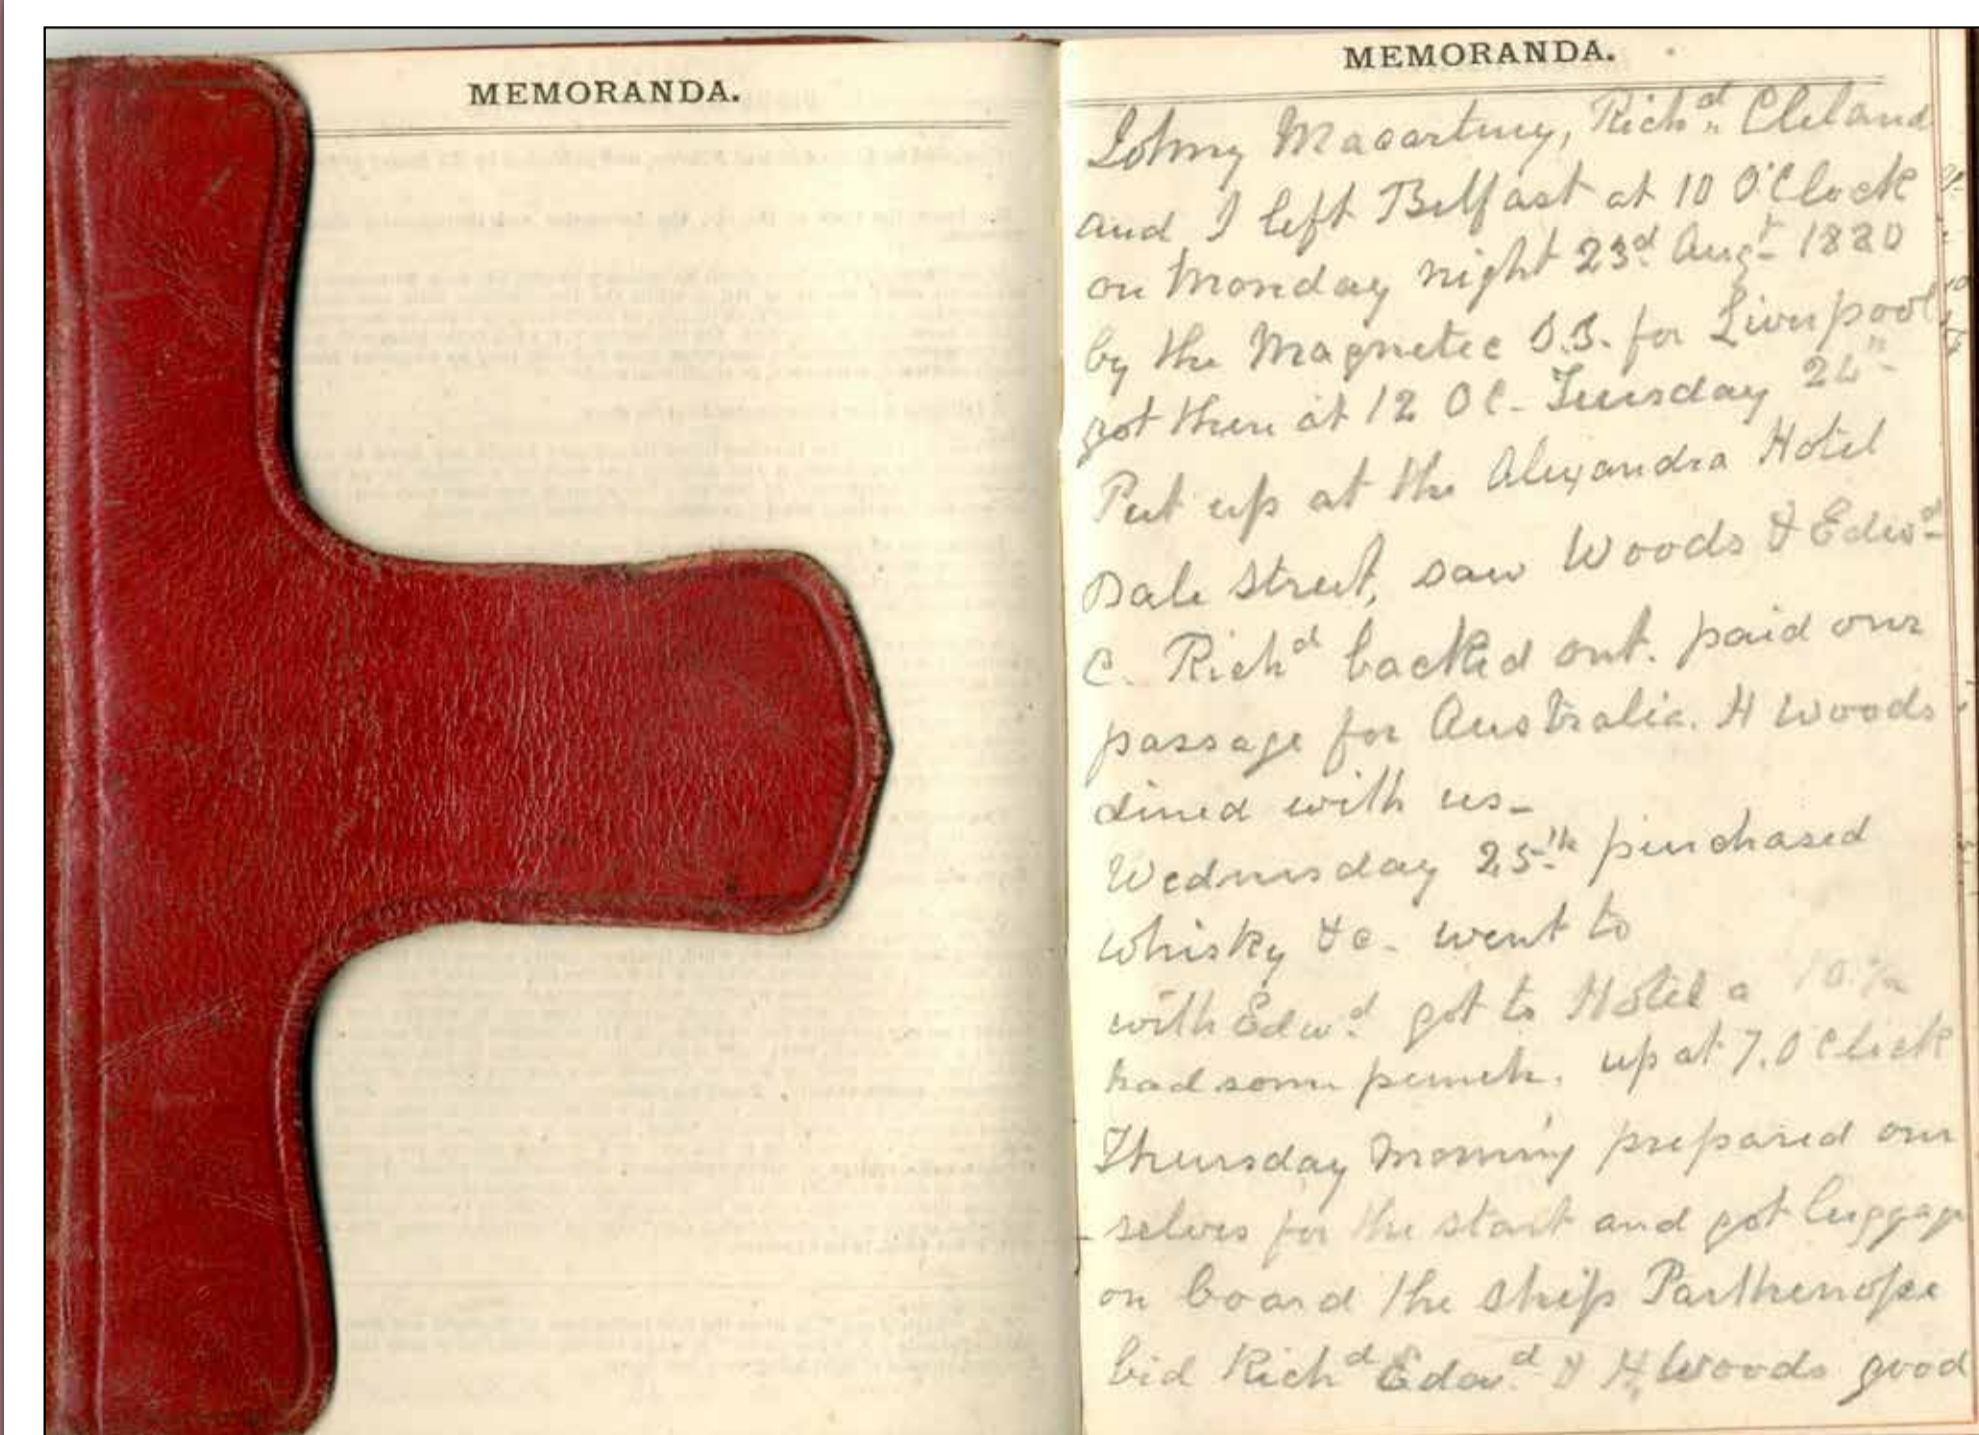 MEMORANDA.
MEMORANDA.
Johny Macartney, Richd. Cleland
and I left Belfast at 10 O'Clock
on Monday night 23d Augt 1880
by the Magnetic S.S. for Liverpool
got there at 12 OC - Tuesday 24th
Put up at the Alexandra Hotel
Dale Street, saw Woods & Edwd
C. Richd backed out. paid our
passage for Australia. H Woods
dined with us -
Wednesday 25th purchased
whisky &c - went to
with Edwd got to Hotel a
had some punch. up at 7.O Clock
Thursday morning prepared our
- selves for the start and got luggage
on board the ship Parthenope
bid Richd Edwd & H Woods good